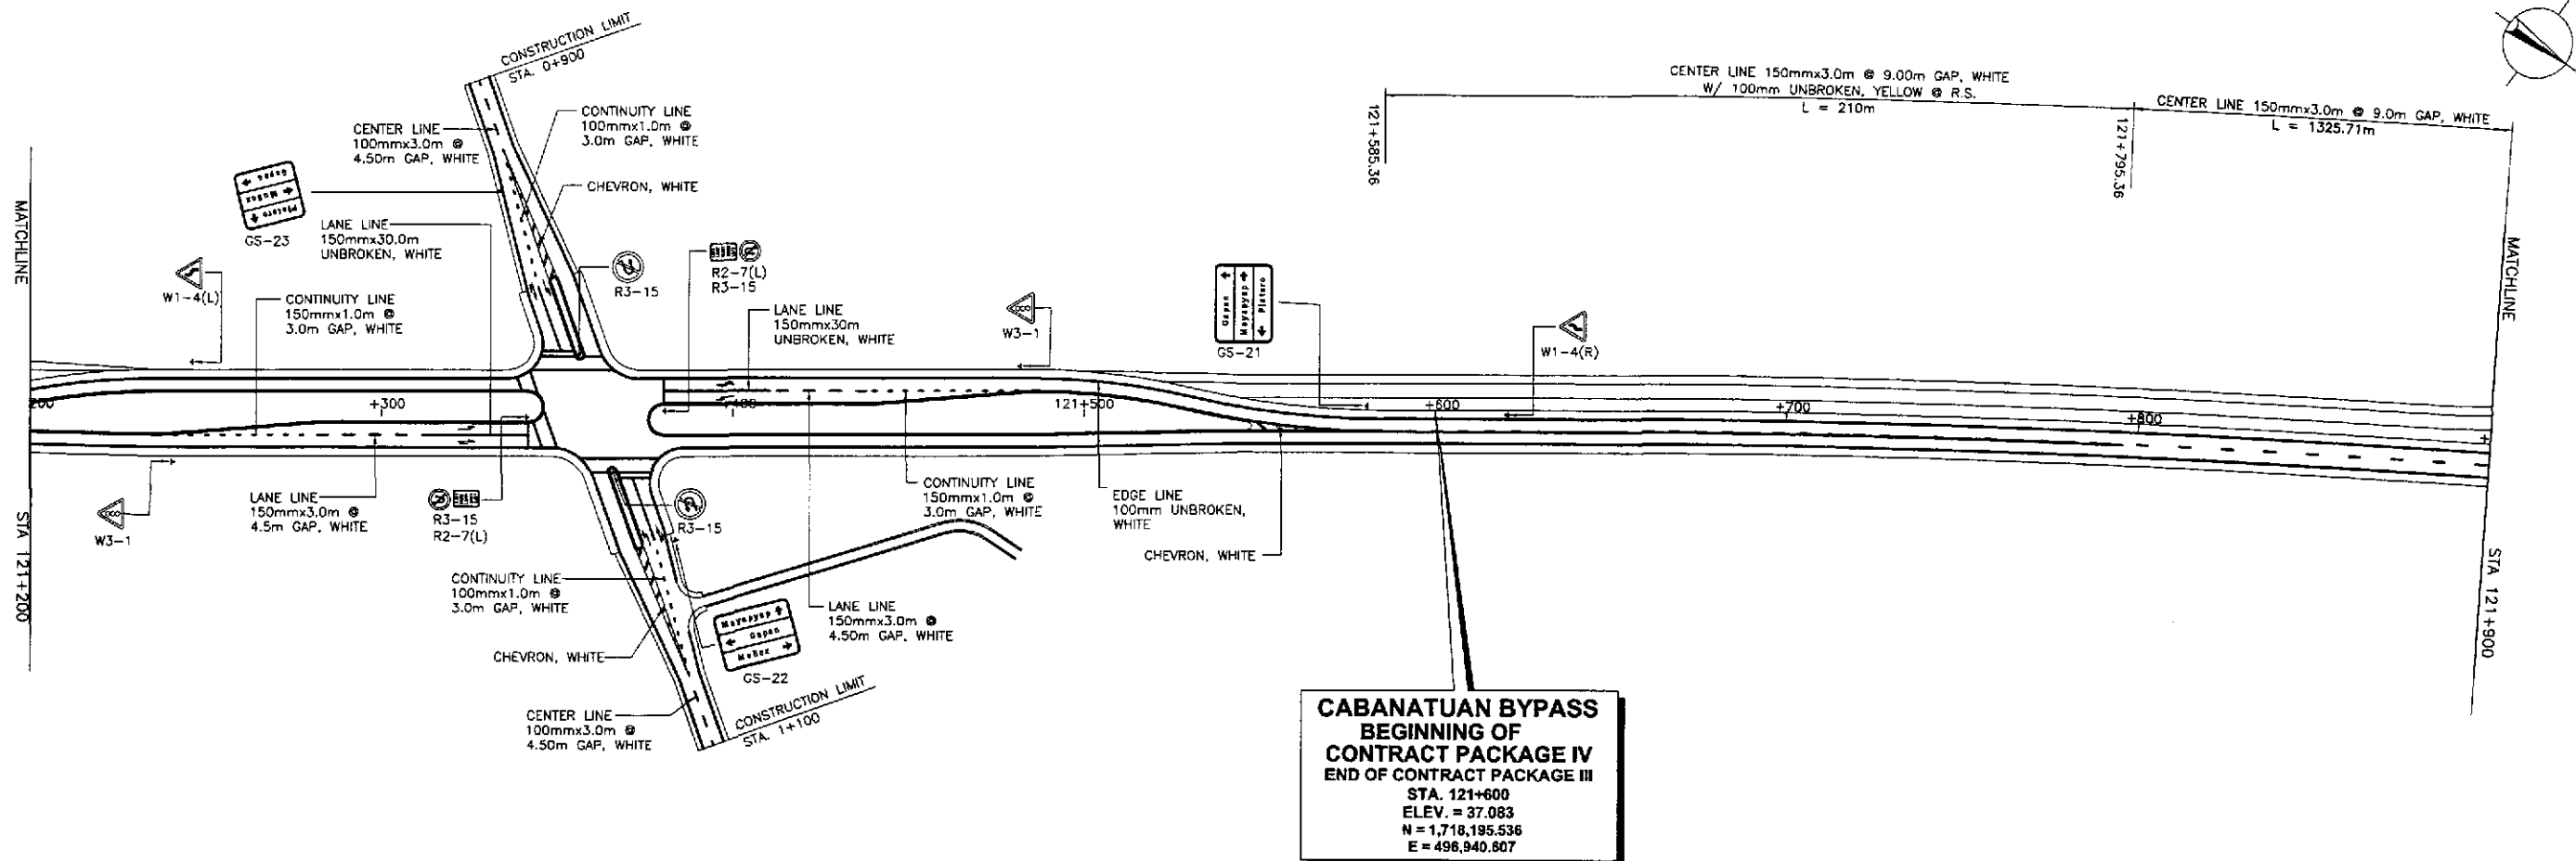 CONSTRUCTION LIMIT
STA. 0+900
CONTINUITY LINE
100mmx1.0m @
3.0m GAP, WHITE
CENTER LINE
100mmx3.0m @
4.50m GAP, WHITE
CHEVRON, WHITE
GS-23
LANE LINE
150mmx30.0m
UNBROKEN, WHITE
W1-4(L)
CONTINUITY LINE
150mmx1.0m @
3.0m GAP, WHITE
R3-15
R2-7(L)
R3-15
LANE LINE
150mmx30m
UNBROKEN, WHITE
W3-1
Gapan
Mayapyap
Platero
GS-21
W1-4(R)
CENTER LINE 150mmx3.0m @ 9.00m GAP, WHITE
W/ 100mm UNBROKEN, YELLOW @ R.S.
L = 210m
CENTER LINE 150mmx3.0m @ 9.0m GAP, WHITE
L = 1325.71m
121+585.36
121+795.36
MATCHLINE
STA 121+200
MATCHLINE
STA 121+900
200
+300
+400
121+500
+600
+700
+800
+
W3-1
LANE LINE
150mmx3.0m @
4.5m GAP, WHITE
R3-15
R2-7(L)
R3-15
CONTINUITY LINE
150mmx1.0m @
3.0m GAP, WHITE
EDGE LINE
100mm UNBROKEN,
WHITE
CHEVRON, WHITE
CONTINUITY LINE
100mmx1.0m @
3.0m GAP, WHITE
LANE LINE
150mmx3.0m @
4.50m GAP, WHITE
CHEVRON, WHITE
Mayapyap
Gapan
GS-22
CENTER LINE
100mmx3.0m @
4.50m GAP, WHITE
CONSTRUCTION LIMIT
STA. 1+100
CABANATUAN BYPASS
BEGINNING OF
CONTRACT PACKAGE IV
END OF CONTRACT PACKAGE III
STA. 121+600
ELEV. = 37.083
N = 1,718,195.536
E = 496,940.607